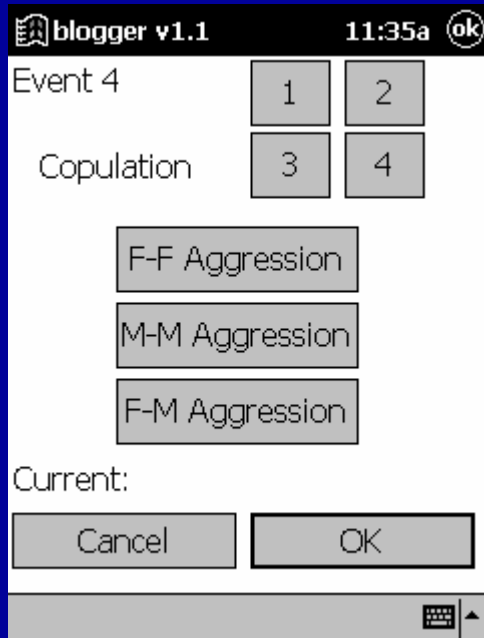 blogger v1.1 11:35a ok
Event 4 1 2
Copulation 3 4
F-F Aggression
M-M Aggression
F-M Aggression
Current:
Cancel OK